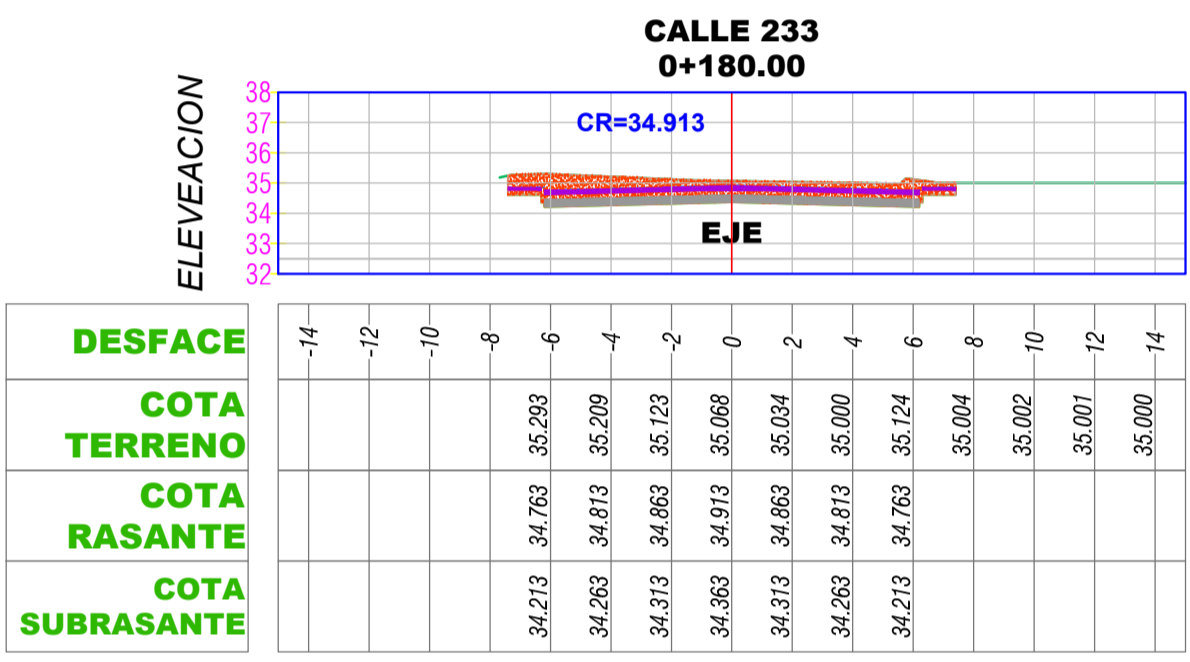 CALLE 233
0+180.00
ELEVEACION
38
37
36
35
34
33
32
CR=34.913
EJE
DESFACE
-14 -12 -10 -8 -6 -4 -2 0 2 4 6 8 10 12 14
COTA
TERRENO
35.293 35.209 35.123 35.068 35.034 35.000 35.124 35.004 35.002 35.001 35.000
COTA
RASANTE
34.763 34.813 34.863 34.913 34.863 34.813 34.763
COTA
SUBRASANTE
34.213 34.263 34.313 34.363 34.313 34.263 34.213